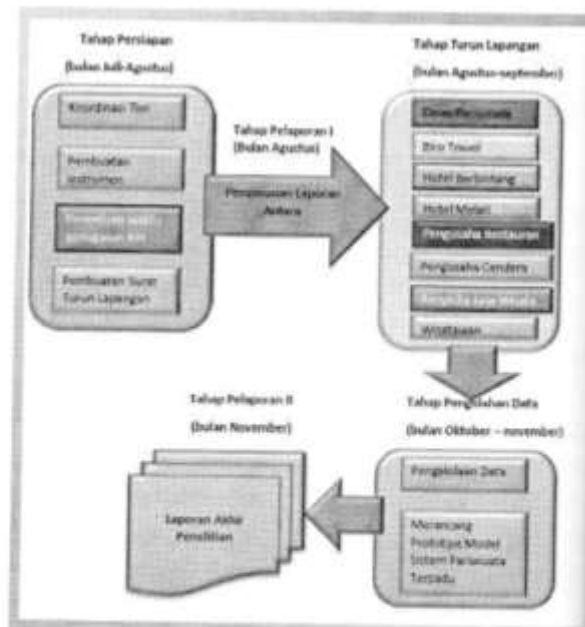 Tahap Persiapan
(bulan Juli-Agustus)
Koordinasi Tim
Pembuatan
instrumen
Pembuatan Surat
Turun Lapangan
Tahap Pelaporan I
(Bulan Agustus)
Penyusunan Laporan
Antara
Tahap Turun Lapangan
(bulan Agustus-september)
Dinas Pariwisata
Biro Travel
Hotel Berbintang
Hotel Melati
Pengusaha Restauran
Pengusaha Cendera
Wisatawan
Tahap Pengolahan Data
(bulan Oktober – november)
Pengelolaan Data
Merancang
Prototipe Model
Sistem Pariwisata
Terpadu
Tahap Pelaporan II
(bulan November)
Laporan Akhir
Penelitian